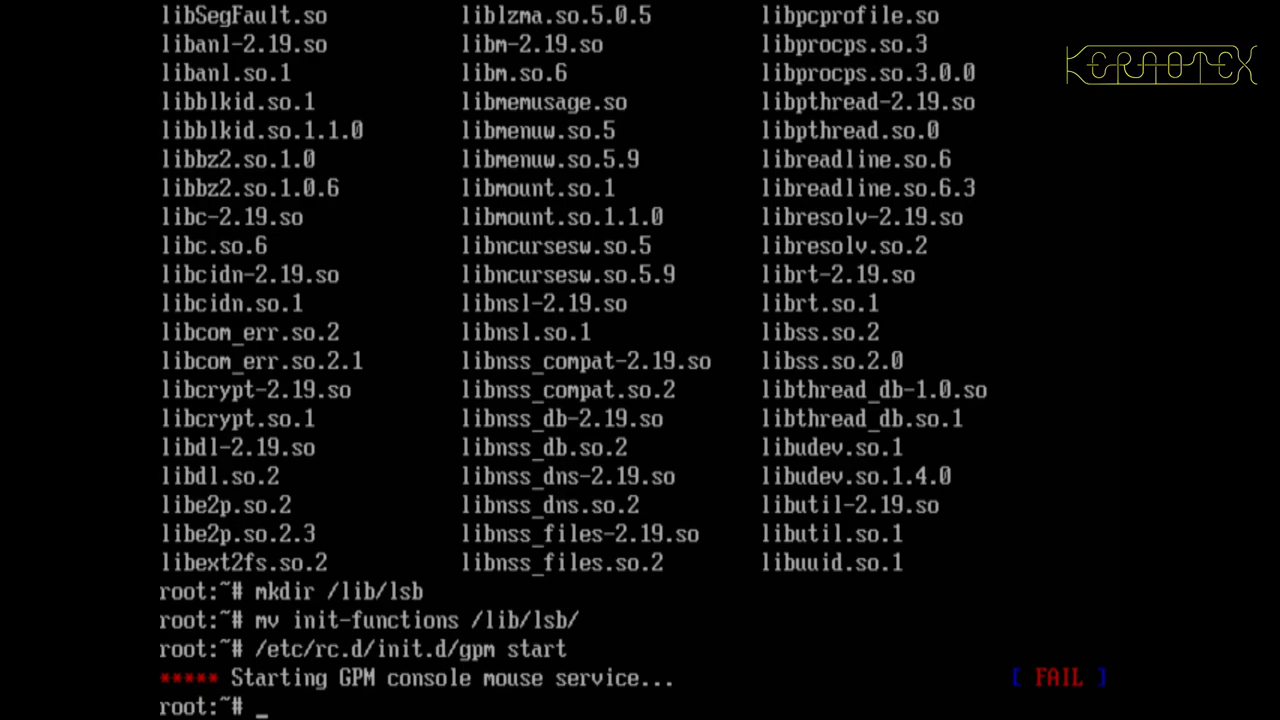 libSegFault.so liblzma.so.5.0.5 libpcprofile.so
libanl-2.19.so libm-2.19.so libprocps.so.3
libanl.so.1 libm.so.6 libprocps.so.3.0.0
libblkid.so.1 libmemusage.so libpthread-2.19.so
libblkid.so.1.1.0 libmenuw.so.5 libpthread.so.0
libbz2.so.1.0 libmenuw.so.5.9 libreadline.so.6
libbz2.so.1.0.6 libmount.so.1 libreadline.so.6.3
libc-2.19.so libmount.so.1.1.0 libresolv-2.19.so
libc.so.6 libncursesw.so.5 libresolv.so.2
libcidn-2.19.so libncursesw.so.5.9 librt-2.19.so
libcidn.so.1 libnsl-2.19.so librt.so.1
libcom_err.so.2 libnsl.so.1 libss.so.2
libcom_err.so.2.1 libnss_compat-2.19.so libss.so.2.0
libcrypt-2.19.so libnss_compat.so.2 libthread_db-1.0.so
libcrypt.so.1 libnss_db-2.19.so libthread_db.so.1
libdl-2.19.so libnss_db.so.2 libudev.so.1
libdl.so.2 libnss_dns-2.19.so libudev.so.1.4.0
libe2p.so.2 libnss_dns.so.2 libutil-2.19.so
libe2p.so.2.3 libnss_files-2.19.so libutil.so.1
libext2fs.so.2 libnss_files.so.2 libuuid.so.1
root:~# mkdir /lib/lsb
root:~# mv init-functions /lib/lsb/
root:~# /etc/rc.d/init.d/gpm start
***** Starting GPM console mouse service... [ FAIL ]
root:~# _